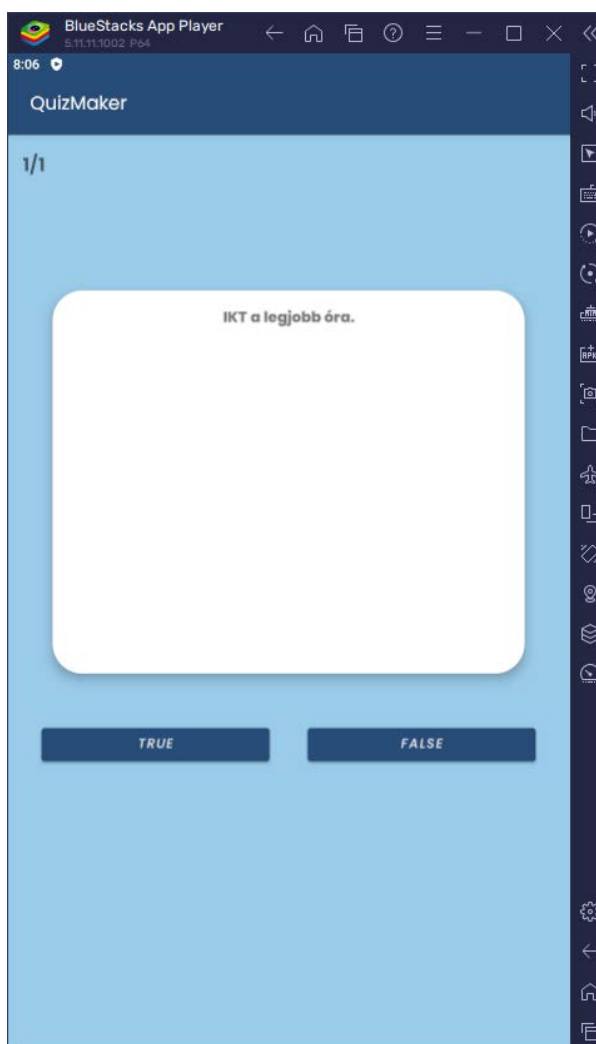 BlueStacks App Player
5.11.11.1002 P64
8:06
QuizMaker
1/1
IKT a legjobb óra.
TRUE
FALSE